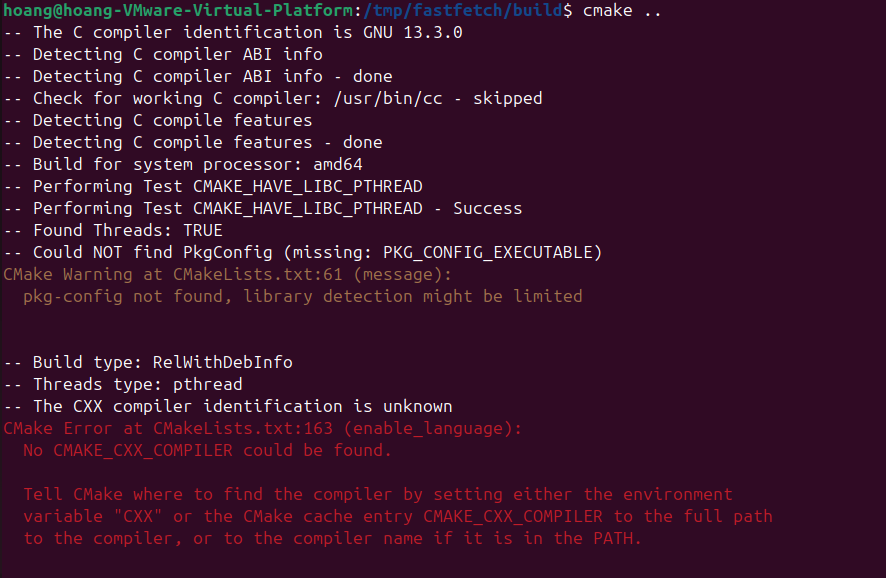 hoang@hoang-VMware-Virtual-Platform:/tmp/fastfetch/build$ cmake ..
-- The C compiler identification is GNU 13.3.0
-- Detecting C compiler ABI info
-- Detecting C compiler ABI info - done
-- Check for working C compiler: /usr/bin/cc - skipped
-- Detecting C compile features
-- Detecting C compile features - done
-- Build for system processor: amd64
-- Performing Test CMAKE_HAVE_LIBC_PTHREAD
-- Performing Test CMAKE_HAVE_LIBC_PTHREAD - Success
-- Found Threads: TRUE
-- Could NOT find PkgConfig (missing: PKG_CONFIG_EXECUTABLE)
CMake Warning at CMakeLists.txt:61 (message):
  pkg-config not found, library detection might be limited


-- Build type: RelWithDebInfo
-- Threads type: pthread
-- The CXX compiler identification is unknown
CMake Error at CMakeLists.txt:163 (enable_language):
  No CMAKE_CXX_COMPILER could be found.

  Tell CMake where to find the compiler by setting either the environment
  variable "CXX" or the CMake cache entry CMAKE_CXX_COMPILER to the full path
  to the compiler, or to the compiler name if it is in the PATH.